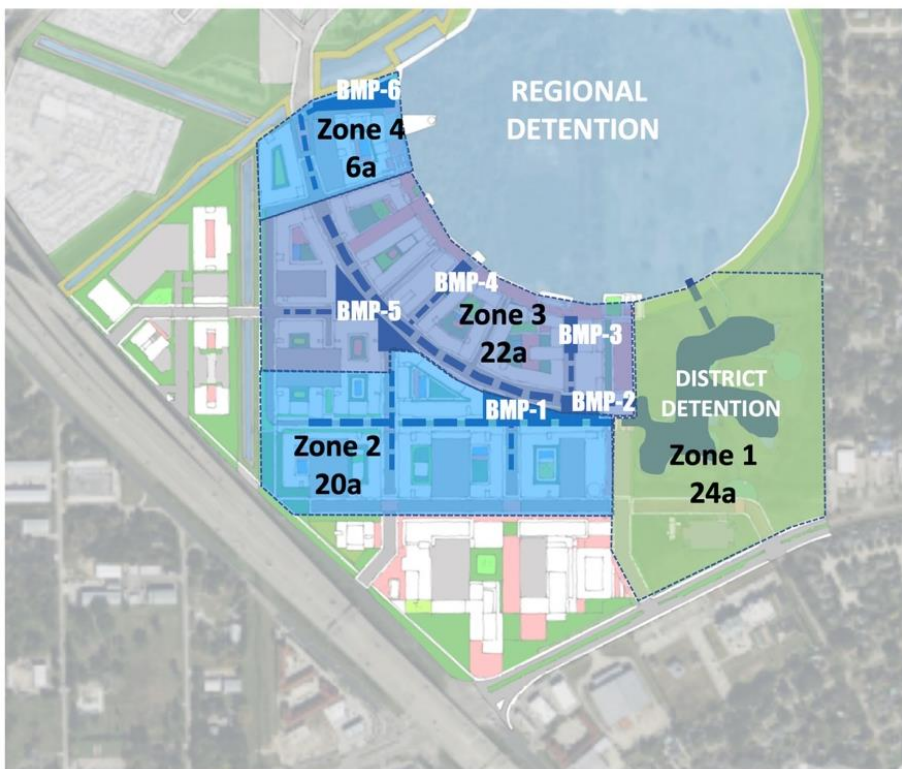 BMP-6
REGIONAL
DETENTION
Zone 4
6a
BMP-4
BMP-5
Zone 3
22a
BMP-3
DISTRICT
DETENTION
BMP-2
BMP-1
Zone 2
20a
Zone 1
24a